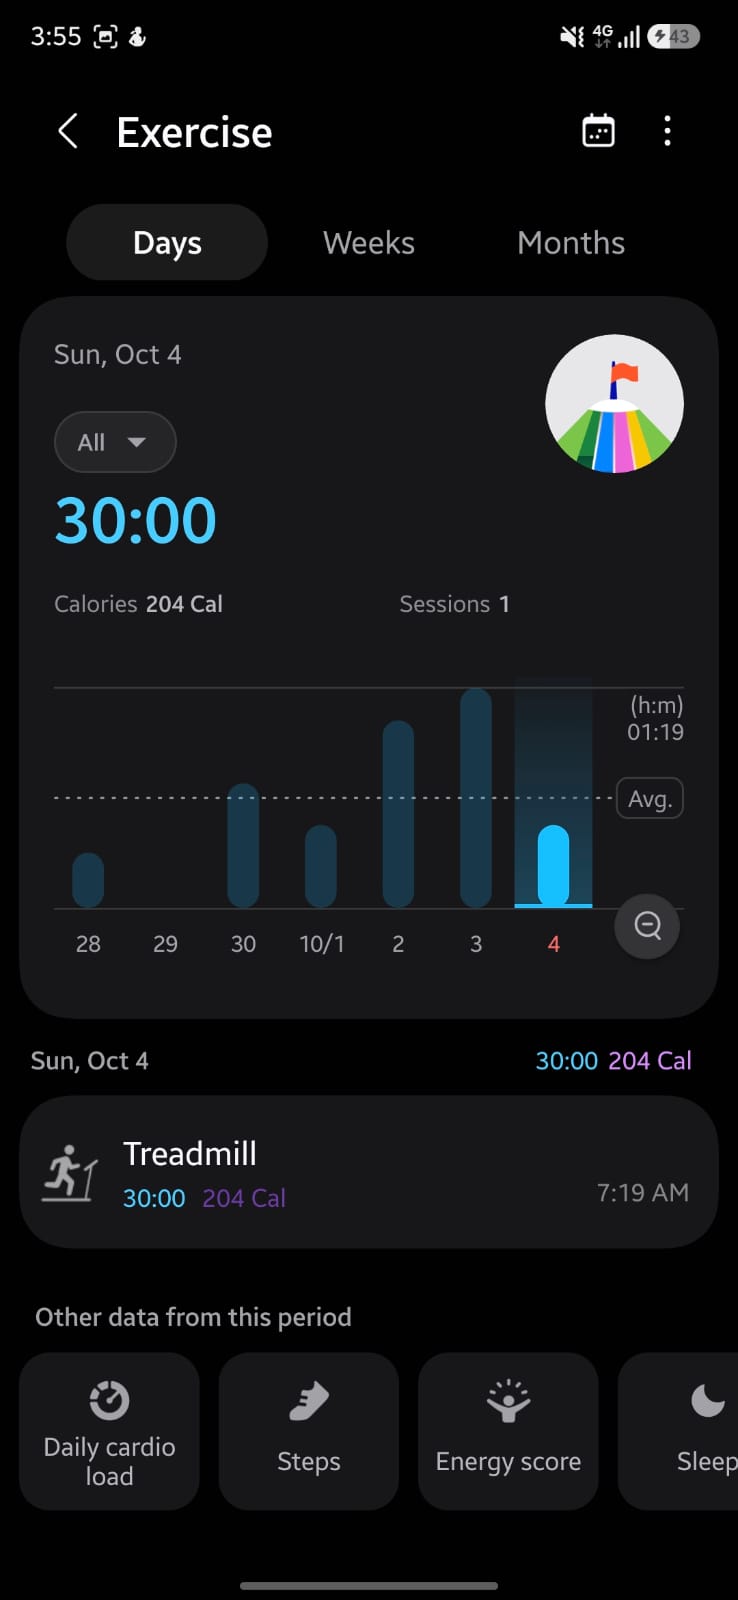 3:55
4G
43
Exercise
Days Weeks Months
Sun, Oct 4
All
30:00
Calories 204 Cal Sessions 1
(h:m)
01:19
Avg.
28 29 30 10/1 2 3 4
Sun, Oct 4 30:00 204 Cal
Treadmill
30:00 204 Cal 7:19 AM
Other data from this period
Daily cardio
load
Steps
Energy score
Sleep